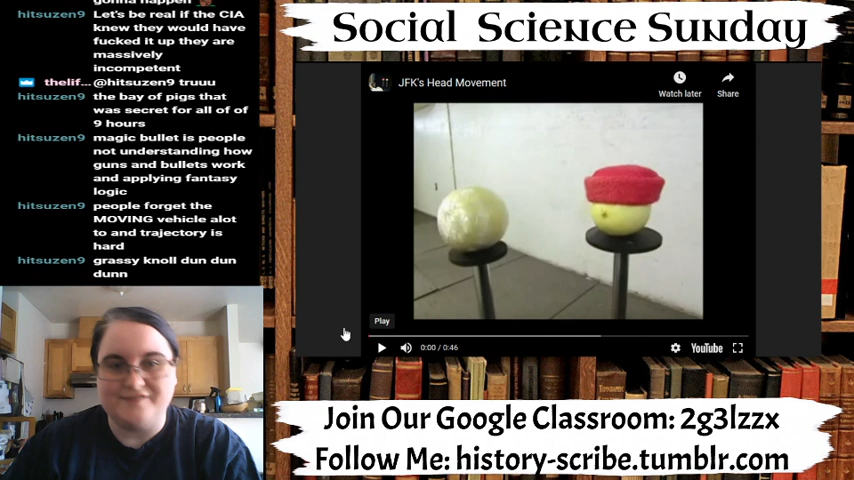 gonna happen
hitsuzen9 Let's be real if the CIA
knew they would have
fucked it up they are
massively
incompetent
thelif... @hitsuzen9 truuu
hitsuzen9 the bay of pigs that
was secret for all of of
9 hours
hitsuzen9 magic bullet is people
not understanding how
guns and bullets work
and applying fantasy
logic
hitsuzen9 people forget the
MOVING vehicle alot
to and trajectory is
hard
hitsuzen9 grassy knoll dun dun
dunn
Social Science Sunday
JFK's Head Movement
Watch later
Share
Play
0:00 / 0:46
YouTube
Join Our Google Classroom: 2g3lzzx
Follow Me: history-scribe.tumblr.com